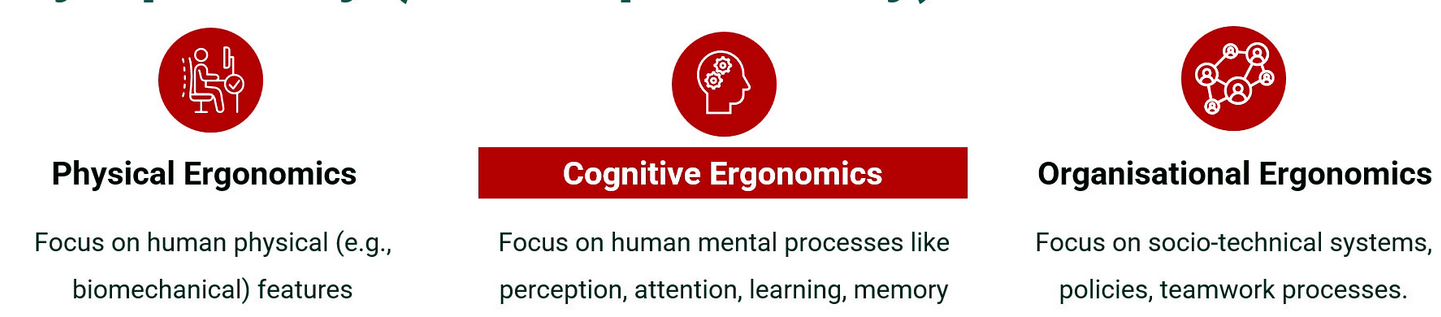 Physical Ergonomics
Focus on human physical (e.g.,
biomechanical) features
Cognitive Ergonomics
Focus on human mental processes like
perception, attention, learning, memory
Organisational Ergonomics
Focus on socio-technical systems,
policies, teamwork processes.